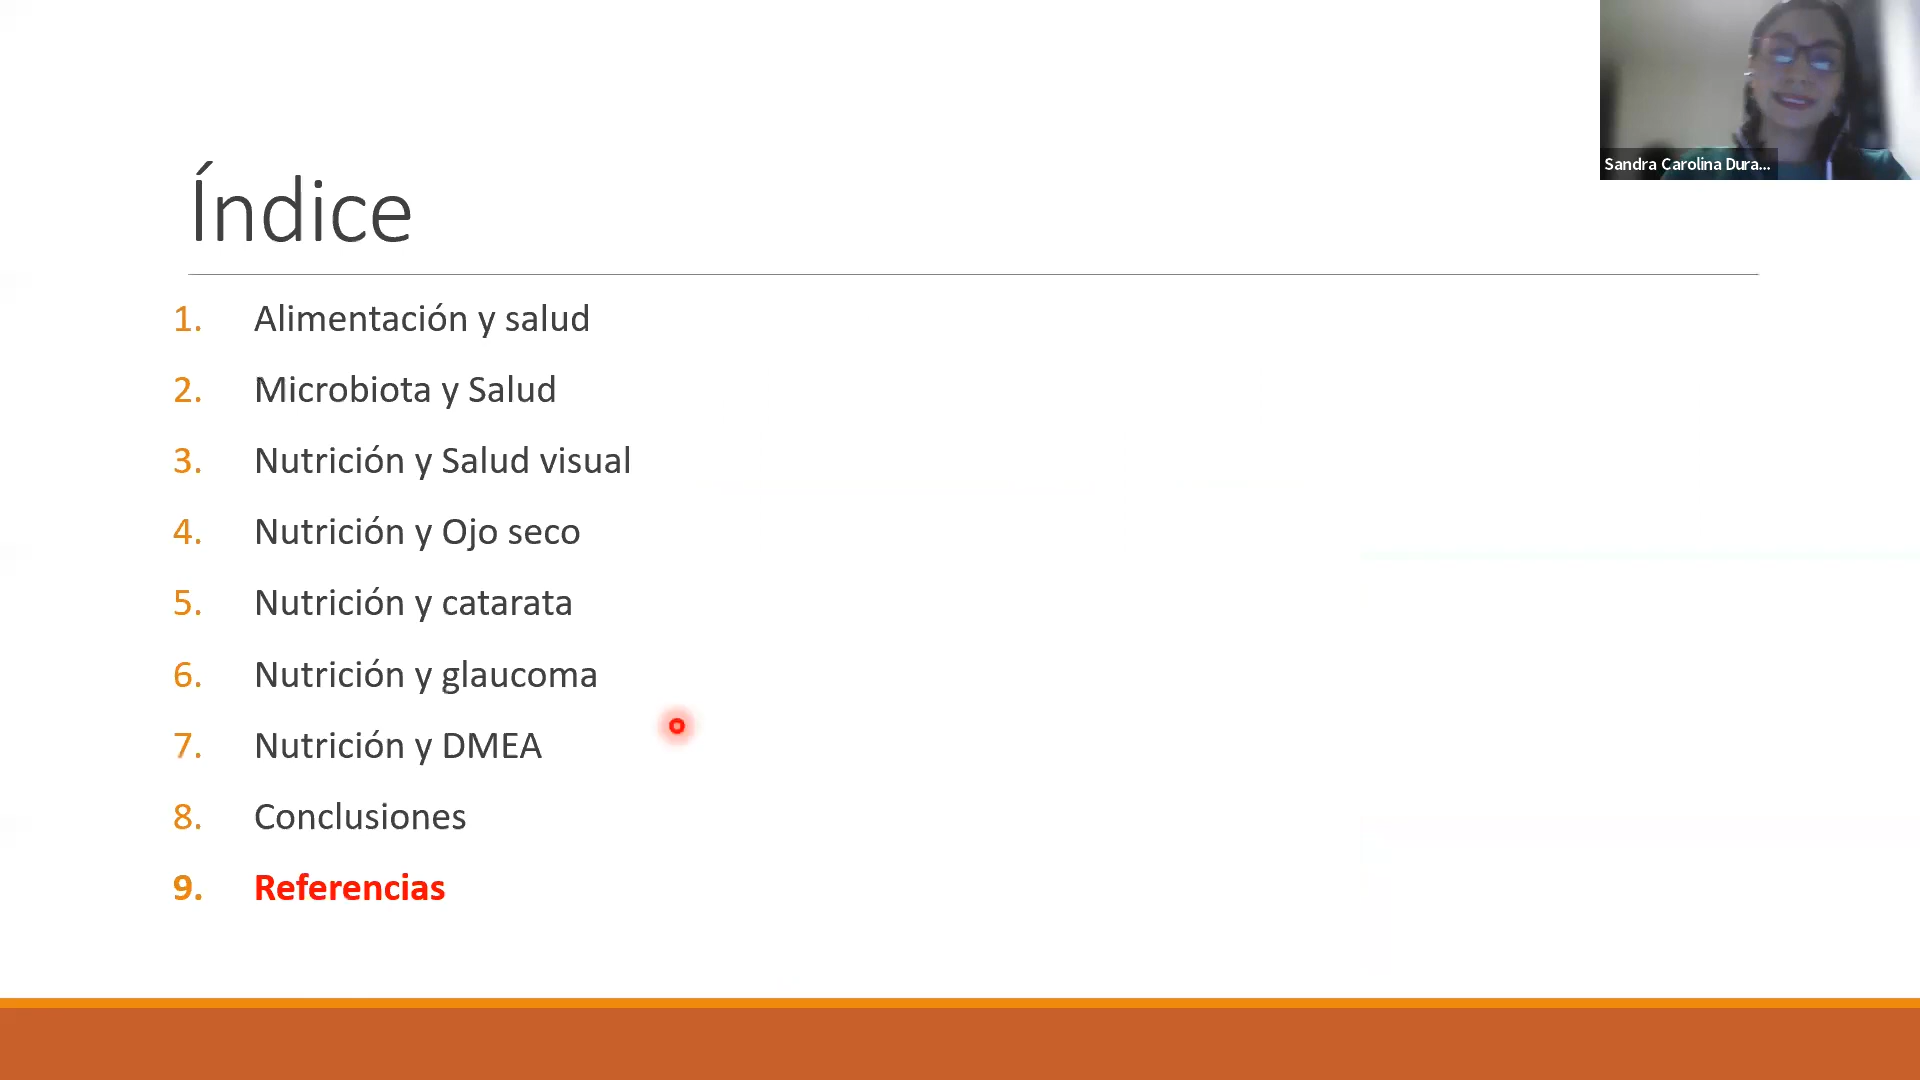 Sandra Carolina Dura...
Índice
1. Alimentación y salud
2. Microbiota y Salud
3. Nutrición y Salud visual
4. Nutrición y Ojo seco
5. Nutrición y catarata
6. Nutrición y glaucoma
7. Nutrición y DMEA
8. Conclusiones
9. Referencias